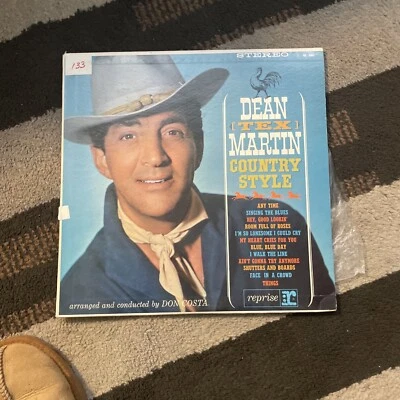 133
STEREO
DEAN
[TEX]
MARTIN
COUNTRY
STYLE
ANY TIME
SINGING THE BLUES
HEY, GOOD LOOKIN'
ROOM FULL OF ROSES
I'M SO LONESOME I COULD CRY
MY HEART CRIES FOR YOU
BLUE, BLUE DAY
I WALK THE LINE
AIN'T GONNA TRY ANYMORE
SHUTTERS AND BOARDS
FACE IN A CROWD
THINGS
arranged and conducted by DON COSTA
reprise